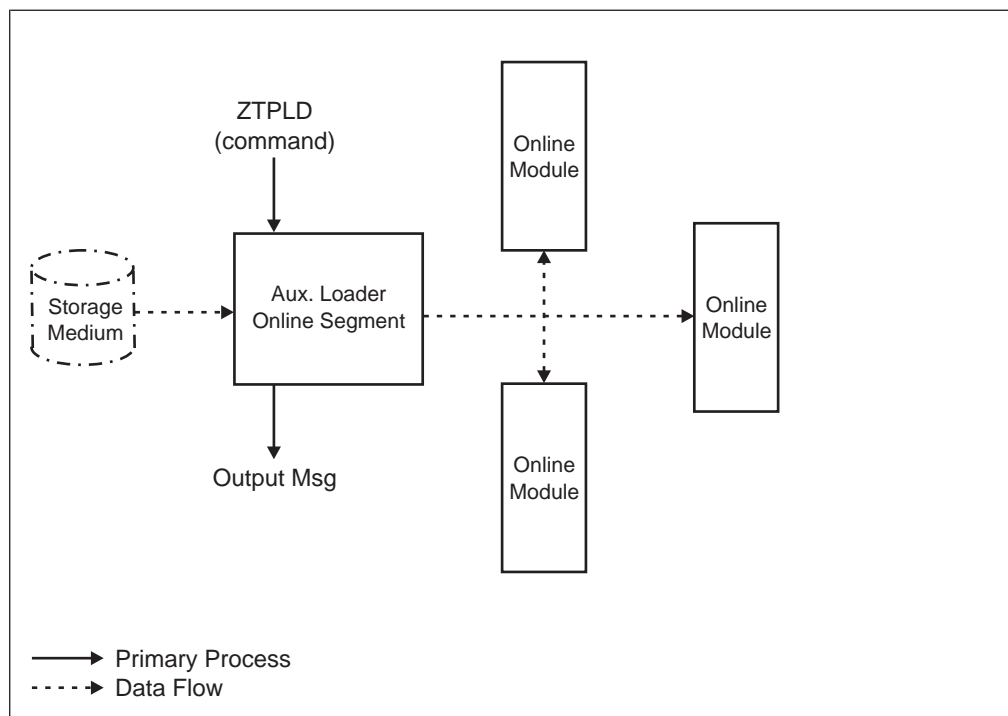 ZTPLD
(command)
Online
Module
Storage
Medium
Aux. Loader
Online Segment
Online
Module
Online
Module
Output Msg
Primary Process
Data Flow